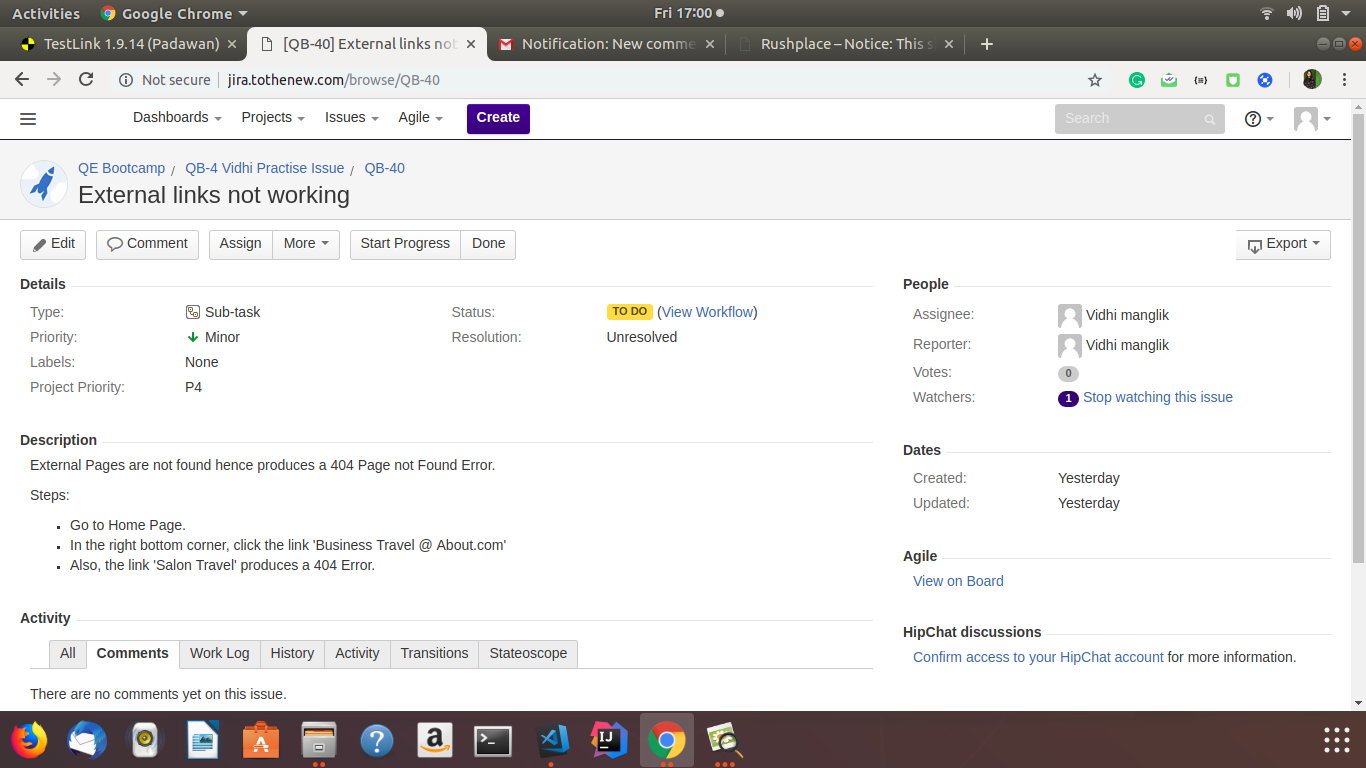 Activities
Google Chrome
Fri 17:00
TestLink 1.9.14 (Padawan)
[QB-40] External links not
Notification: New comme
Rushplace – Notice: This s
Not secure
jira.tothenew.com/browse/QB-40
Dashboards
Projects
Issues
Agile
Create
Search
QE Bootcamp / QB-4 Vidhi Practise Issue / QB-40
External links not working
Edit
Comment
Assign
More
Start Progress
Done
Export
Details
Type: Sub-task
Status: TO DO (View Workflow)
Priority: Minor
Resolution: Unresolved
Labels: None
Project Priority: P4
Description
External Pages are not found hence produces a 404 Page not Found Error.
Steps:
Go to Home Page.
In the right bottom corner, click the link 'Business Travel @ About.com'
Also, the link 'Salon Travel' produces a 404 Error.
Activity
All
Comments
Work Log
History
Activity
Transitions
Stateoscope
There are no comments yet on this issue.
People
Assignee: Vidhi manglik
Reporter: Vidhi manglik
Votes: 0
Watchers: 1 Stop watching this issue
Dates
Created: Yesterday
Updated: Yesterday
Agile
View on Board
HipChat discussions
Confirm access to your HipChat account for more information.